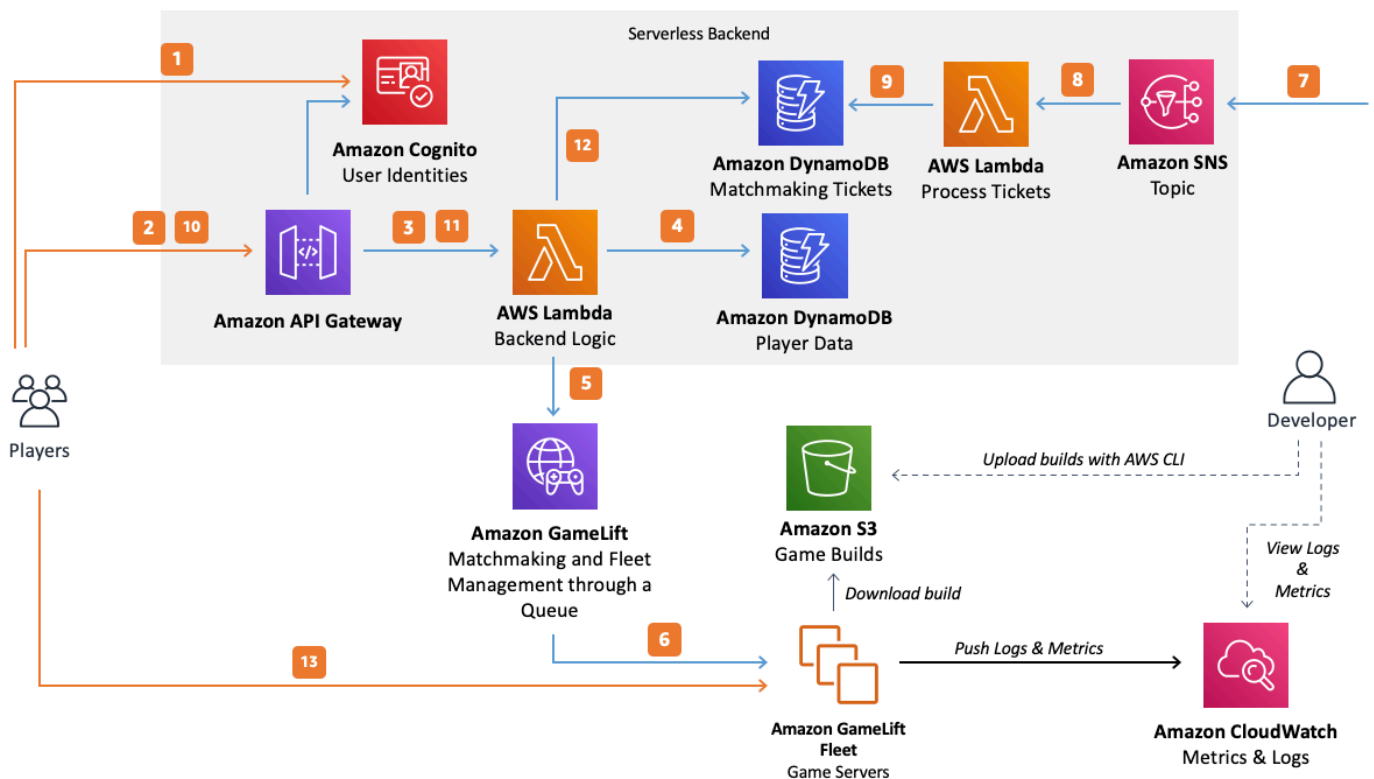 Serverless Backend
1
9
8
7
Amazon Cognito
User Identities
12
Amazon DynamoDB
Matchmaking Tickets
AWS Lambda
Process Tickets
Amazon SNS
Topic
2
10
3
11
4
Amazon API Gateway
AWS Lambda
Backend Logic
Amazon DynamoDB
Player Data
5
Players
Developer
Upload builds with AWS CLI
Amazon GameLift
Matchmaking and Fleet
Management through a
Queue
Amazon S3
Game Builds
View Logs
&
Metrics
Download build
6
13
Push Logs & Metrics
Amazon GameLift
Fleet
Game Servers
Amazon CloudWatch
Metrics & Logs